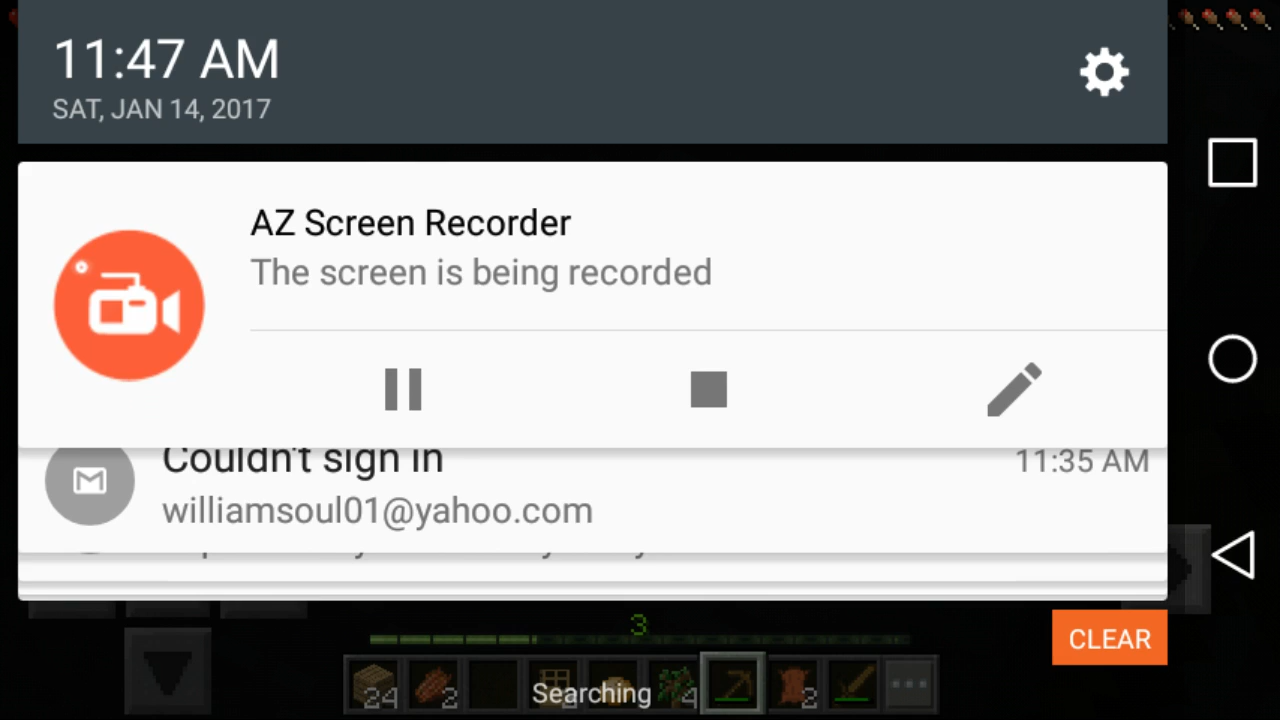 11:47 AM
SAT, JAN 14, 2017
AZ Screen Recorder
The screen is being recorded
Couldn't sign in
11:35 AM
williamsoul01@yahoo.com
3
CLEAR
24
2
4
2
Searching